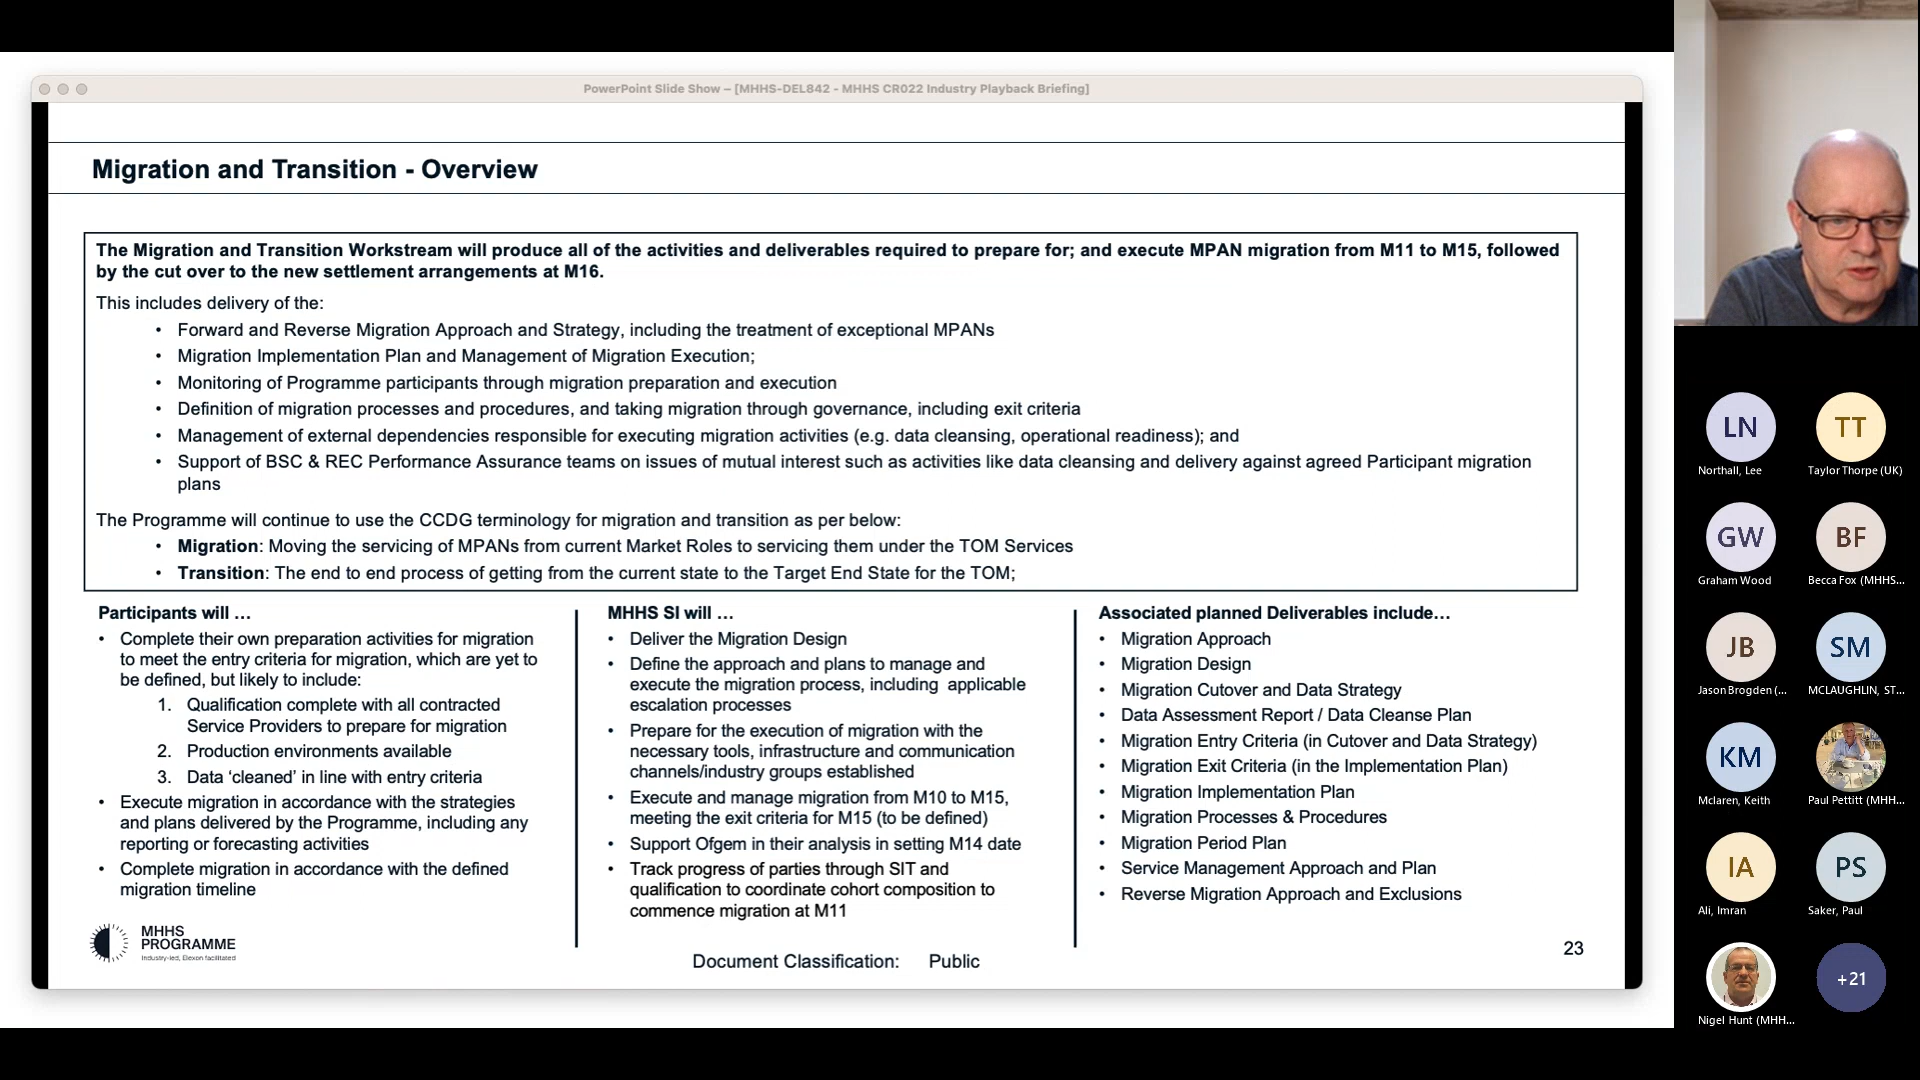 PowerPoint Slide Show – [MHHS-DEL842 - MHHS CR022 Industry Playback Briefing]
Migration and Transition - Overview
The Migration and Transition Workstream will produce all of the activities and deliverables required to prepare for; and execute MPAN migration from M11 to M15, followed
by the cut over to the new settlement arrangements at M16.
This includes delivery of the:
• Forward and Reverse Migration Approach and Strategy, including the treatment of exceptional MPANs
• Migration Implementation Plan and Management of Migration Execution;
• Monitoring of Programme participants through migration preparation and execution
• Definition of migration processes and procedures, and taking migration through governance, including exit criteria
• Management of external dependencies responsible for executing migration activities (e.g. data cleansing, operational readiness); and
• Support of BSC & REC Performance Assurance teams on issues of mutual interest such as activities like data cleansing and delivery against agreed Participant migration
plans
The Programme will continue to use the CCDG terminology for migration and transition as per below:
• Migration: Moving the servicing of MPANs from current Market Roles to servicing them under the TOM Services
• Transition: The end to end process of getting from the current state to the Target End State for the TOM;
Participants will …
• Complete their own preparation activities for migration
to meet the entry criteria for migration, which are yet to
be defined, but likely to include:
1. Qualification complete with all contracted
Service Providers to prepare for migration
2. Production environments available
3. Data ‘cleaned’ in line with entry criteria
• Execute migration in accordance with the strategies
and plans delivered by the Programme, including any
reporting or forecasting activities
• Complete migration in accordance with the defined
migration timeline
MHHS SI will …
• Deliver the Migration Design
• Define the approach and plans to manage and
execute the migration process, including applicable
escalation processes
• Prepare for the execution of migration with the
necessary tools, infrastructure and communication
channels/industry groups established
• Execute and manage migration from M10 to M15,
meeting the exit criteria for M15 (to be defined)
• Support Ofgem in their analysis in setting M14 date
• Track progress of parties through SIT and
qualification to coordinate cohort composition to
commence migration at M11
Associated planned Deliverables include…
• Migration Approach
• Migration Design
• Migration Cutover and Data Strategy
• Data Assessment Report / Data Cleanse Plan
• Migration Entry Criteria (in Cutover and Data Strategy)
• Migration Exit Criteria (in the Implementation Plan)
• Migration Implementation Plan
• Migration Processes & Procedures
• Migration Period Plan
• Service Management Approach and Plan
• Reverse Migration Approach and Exclusions
MHHS
PROGRAMME
Industry-led, Elexon facilitated
Document Classification: Public
23
LN
Northall, Lee
TT
Taylor Thorpe (UK)
GW
Graham Wood
BF
Becca Fox (MHHS...
JB
Jason Brogden (...
SM
MCLAUGHLIN, ST...
KM
Mclaren, Keith
Paul Pettitt (MHH...
IA
Ali, Imran
PS
Saker, Paul
Nigel Hunt (MHH...
+21